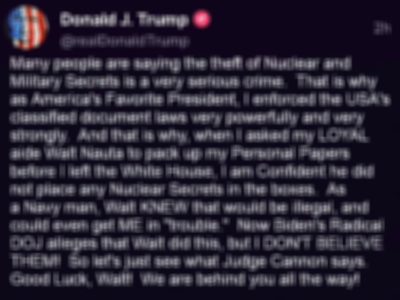 Donald J. Trump
@realDonaldTrump
2h
Many people are saying the theft of Nuclear and
Military Secrets is a very serious crime. That is why
as America's Favorite President, I enforced the USA's
classified document laws very powerfully and very
strongly. And that is why, when I asked my LOYAL
aide Walt Nauta to pack up my Personal Papers
before I left the White House, I am Confident he did
not place any Nuclear Secrets in the boxes. As
a Navy man, Walt KNEW that would be illegal, and
could even get ME in "trouble." Now Biden's Radical
DOJ alleges that Walt did this, but I DON'T BELIEVE
THEM! So let's just see what Judge Cannon says.
Good Luck, Walt! We are behind you all the way!